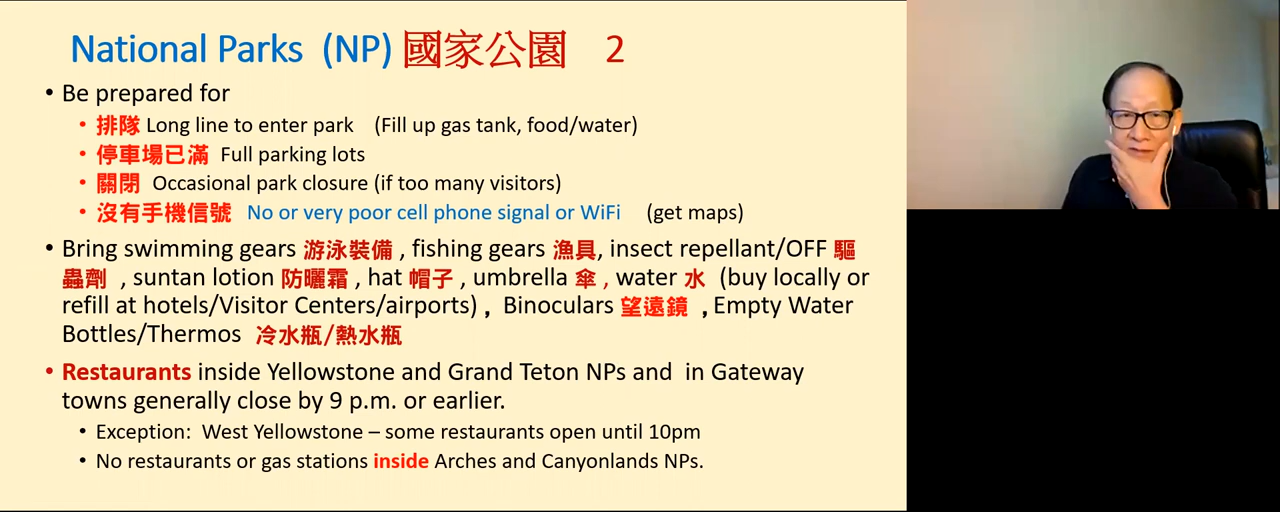 National Parks (NP) 國家公園 2
• Be prepared for
• 排隊 Long line to enter park (Fill up gas tank, food/water)
• 停車場已滿 Full parking lots
• 關閉 Occasional park closure (if too many visitors)
• 沒有手機信號 No or very poor cell phone signal or WiFi (get maps)
• Bring swimming gears 游泳裝備 , fishing gears 漁具, insect repellant/OFF 驅
蟲劑 , suntan lotion 防曬霜 , hat 帽子 , umbrella 傘 , water 水 (buy locally or
refill at hotels/Visitor Centers/airports) , Binoculars 望遠鏡 , Empty Water
Bottles/Thermos 冷水瓶/熱水瓶
• Restaurants inside Yellowstone and Grand Teton NPs and in Gateway
towns generally close by 9 p.m. or earlier.
• Exception: West Yellowstone – some restaurants open until 10pm
• No restaurants or gas stations inside Arches and Canyonlands NPs.